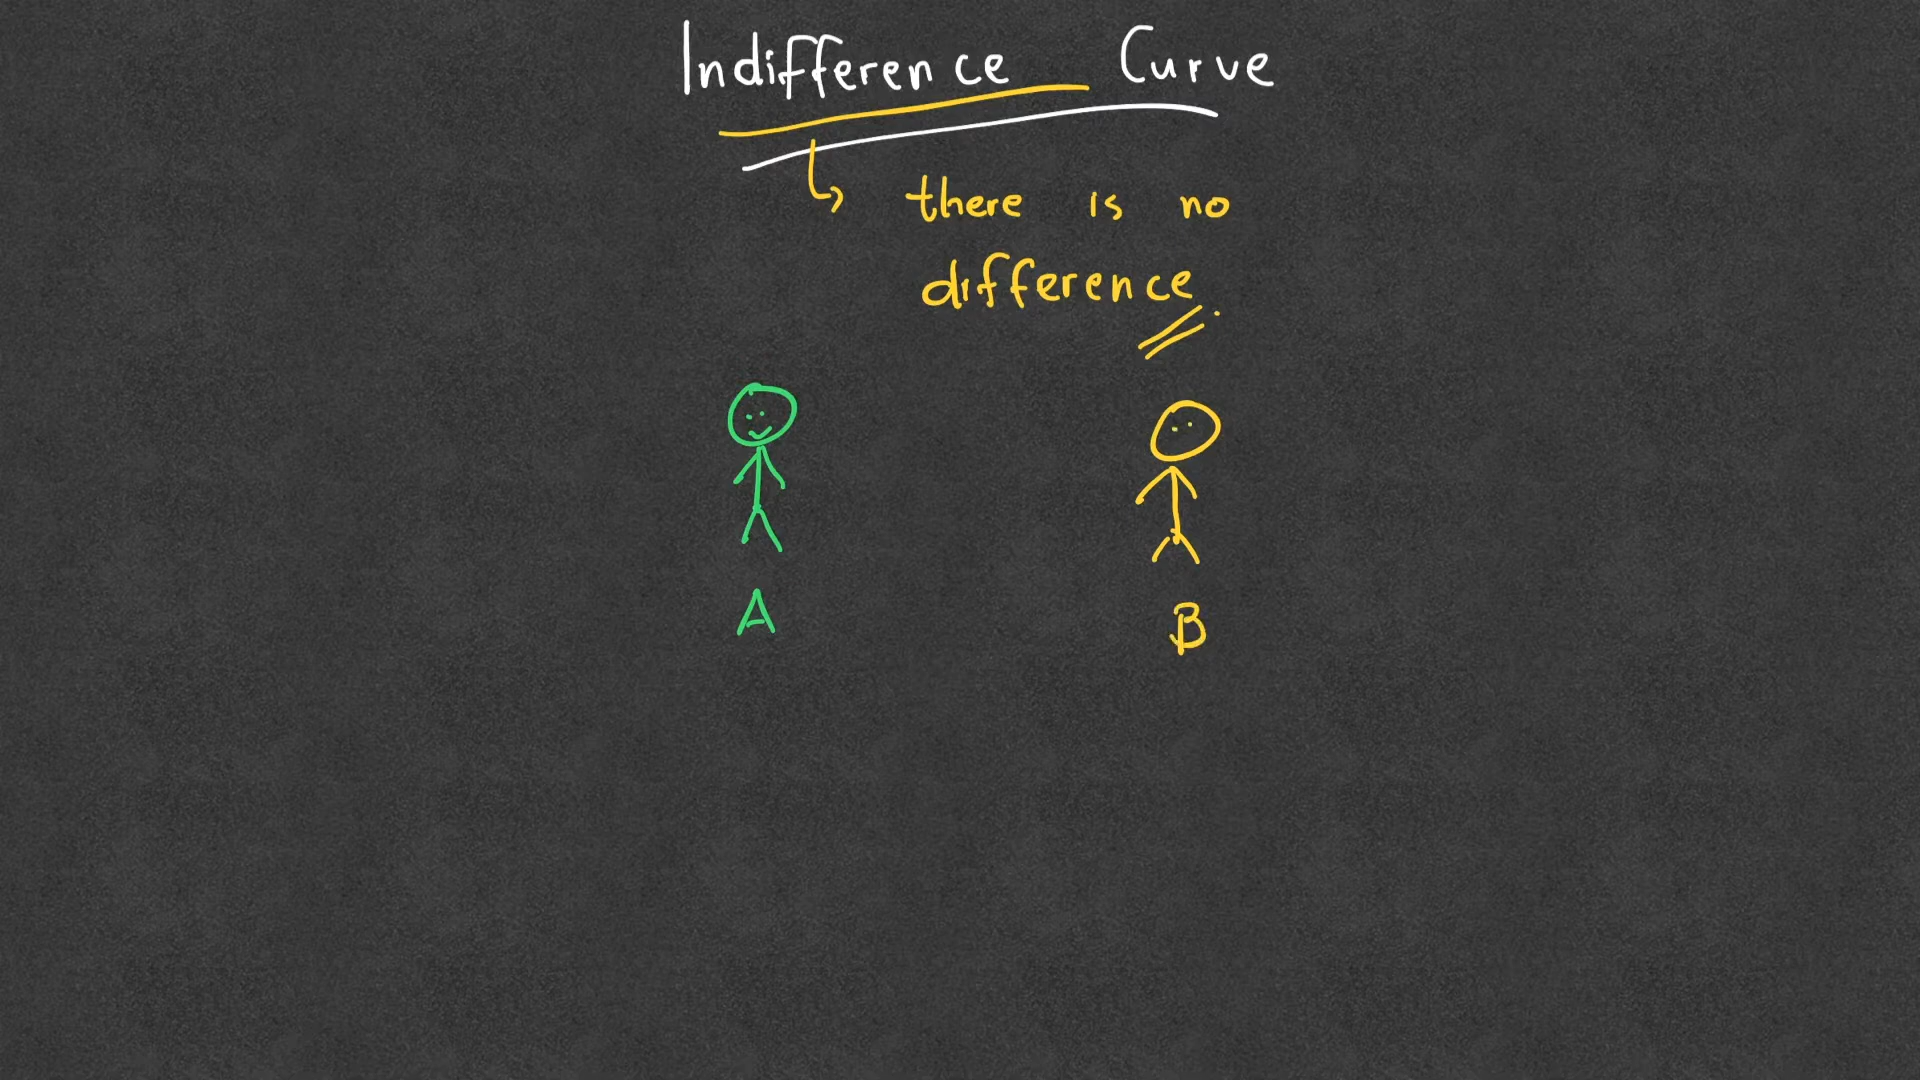 Indifference Curve
there is no
difference
A
B